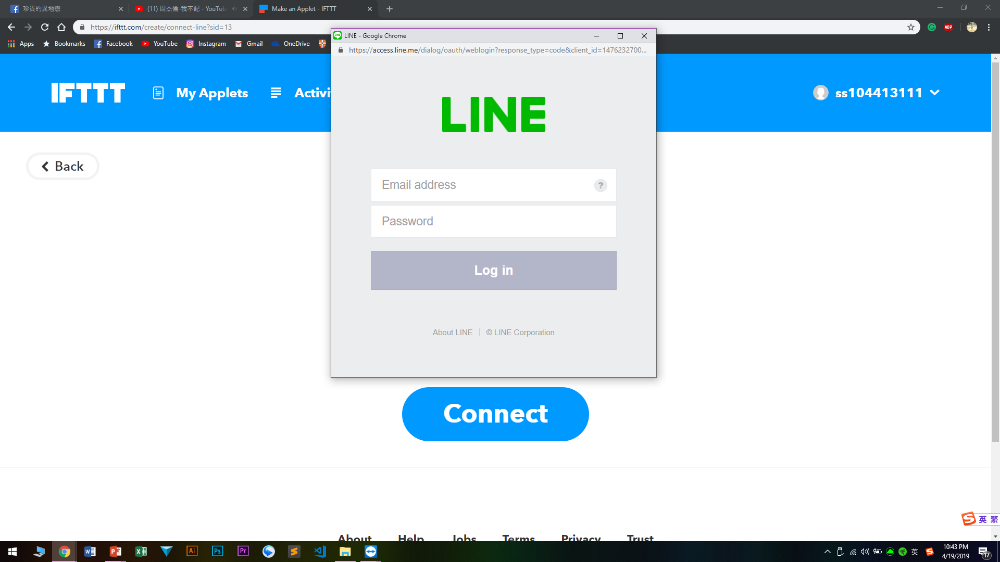 珍貴的異地戀
(11) 周杰倫-我不配 - YouTub
Make an Applet - IFTTT
https://ifttt.com/create/connect-line?sid=13
ABP
Apps
Bookmarks
Facebook
YouTube
Instagram
Gmail
OneDrive
LINE - Google Chrome
https://access.line.me/dialog/oauth/weblogin?response_type=code&client_id=1476232700...
IFTTT
My Applets
Activi
ss104413111
Back
LINE
Email address
?
Password
Log in
About LINE
© LINE Corporation
Connect
About
Help
Jobs
Terms
Privacy
Trust
英 繁
Ai
Ps
Pr
英
10:43 PM
4/19/2019
17